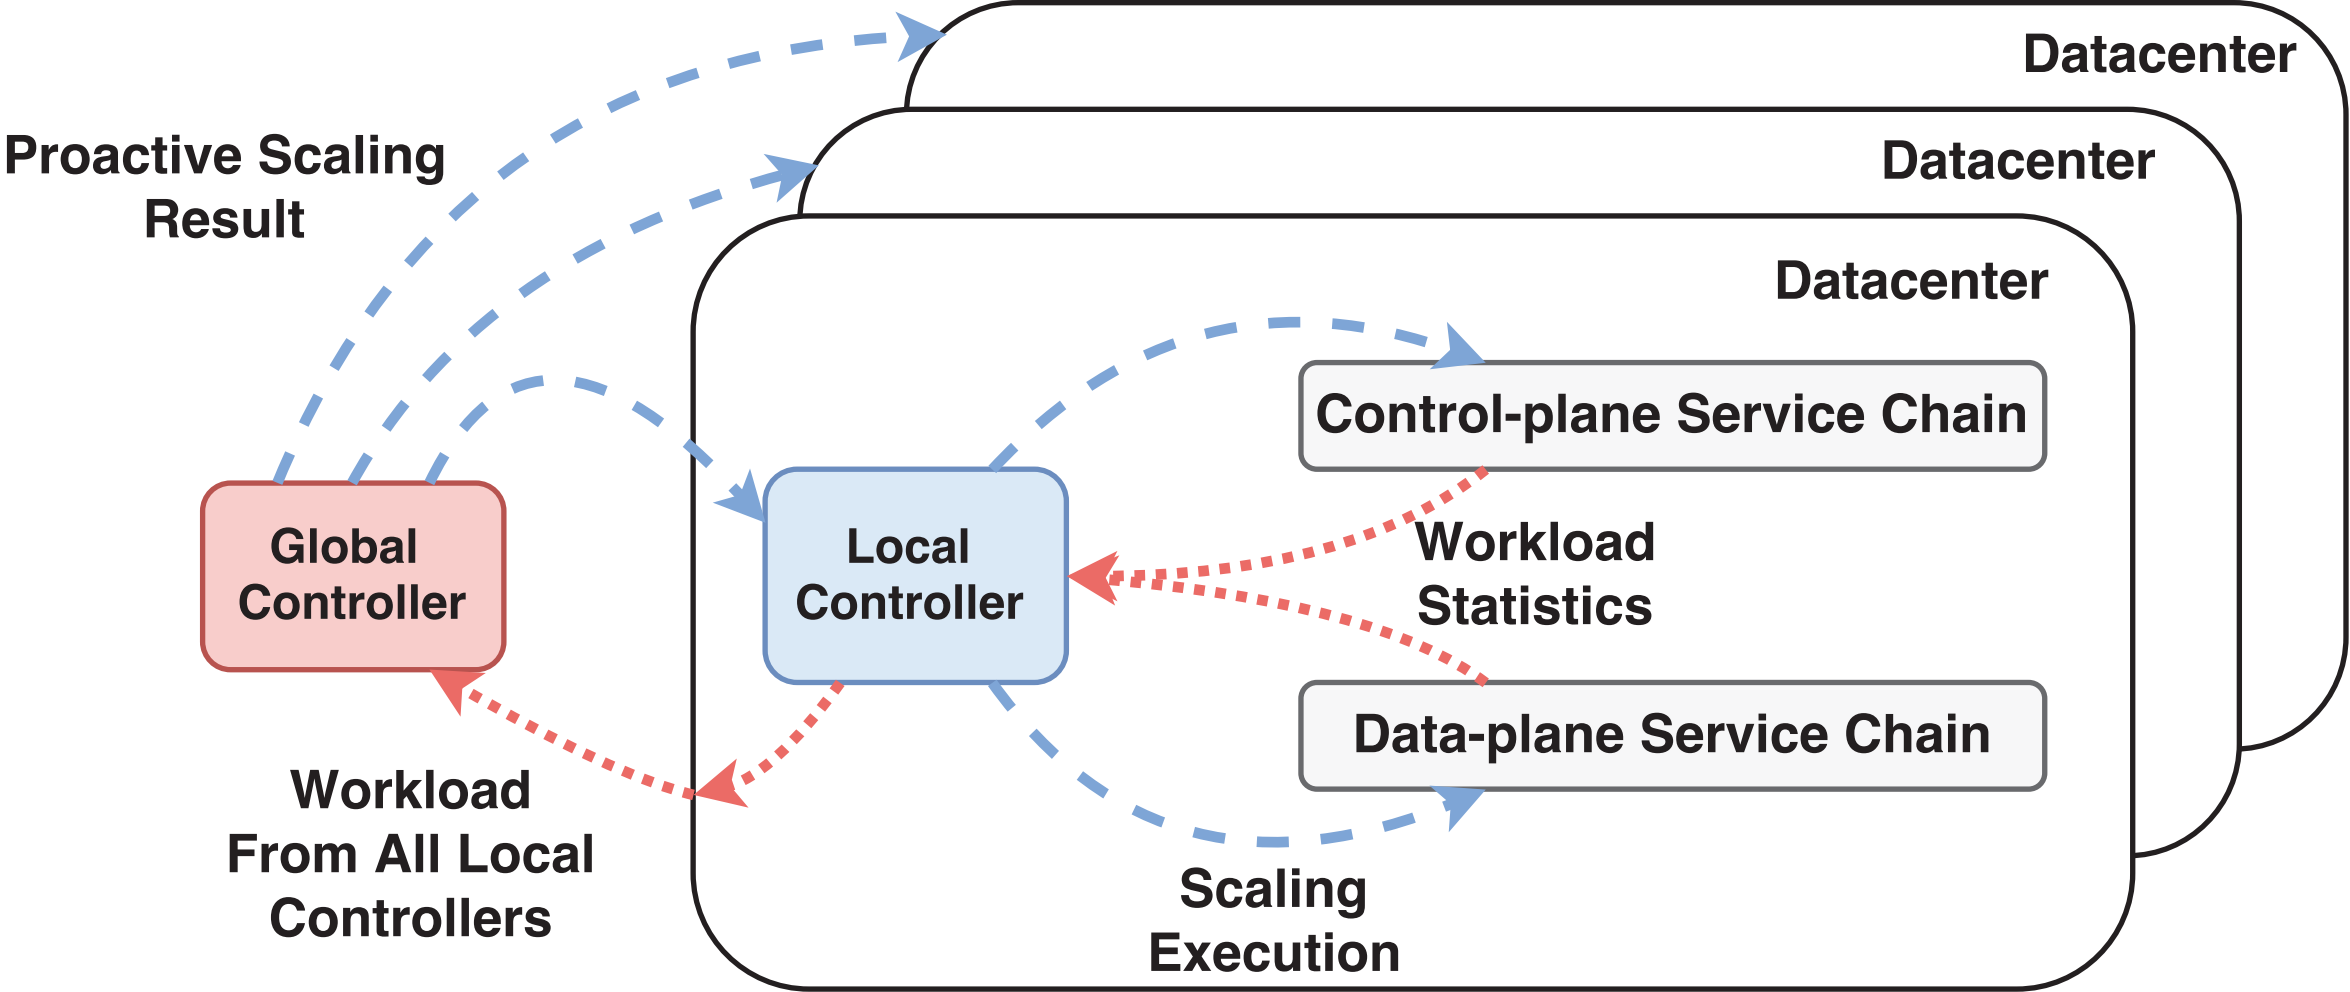 Datacenter
Datacenter
Datacenter
Proactive Scaling
Result
Control-plane Service Chain
Global
Controller
Local
Controller
Workload
Statistics
Data-plane Service Chain
Workload
From All Local
Controllers
Scaling
Execution